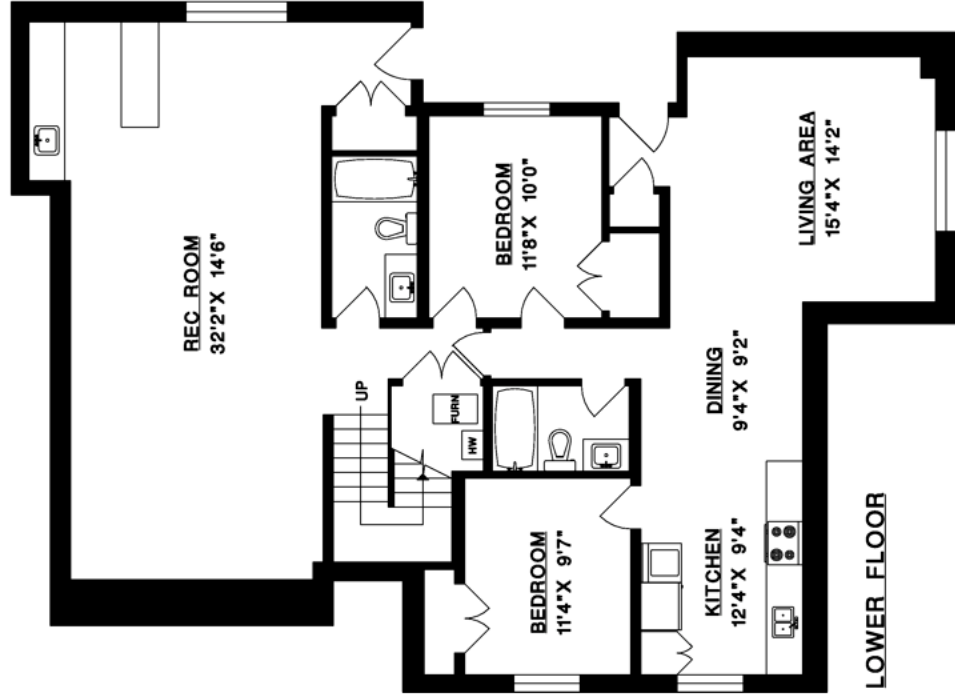 REC ROOM
32'2"X 14'6"
BEDROOM
11'8"X 10'0"
LIVING AREA
15'4"X 14'2"
UP
FURN
HW
DINING
9'4"X 9'2"
BEDROOM
11'4"X 9'7"
KITCHEN
12'4"X 9'4"
LOWER FLOOR